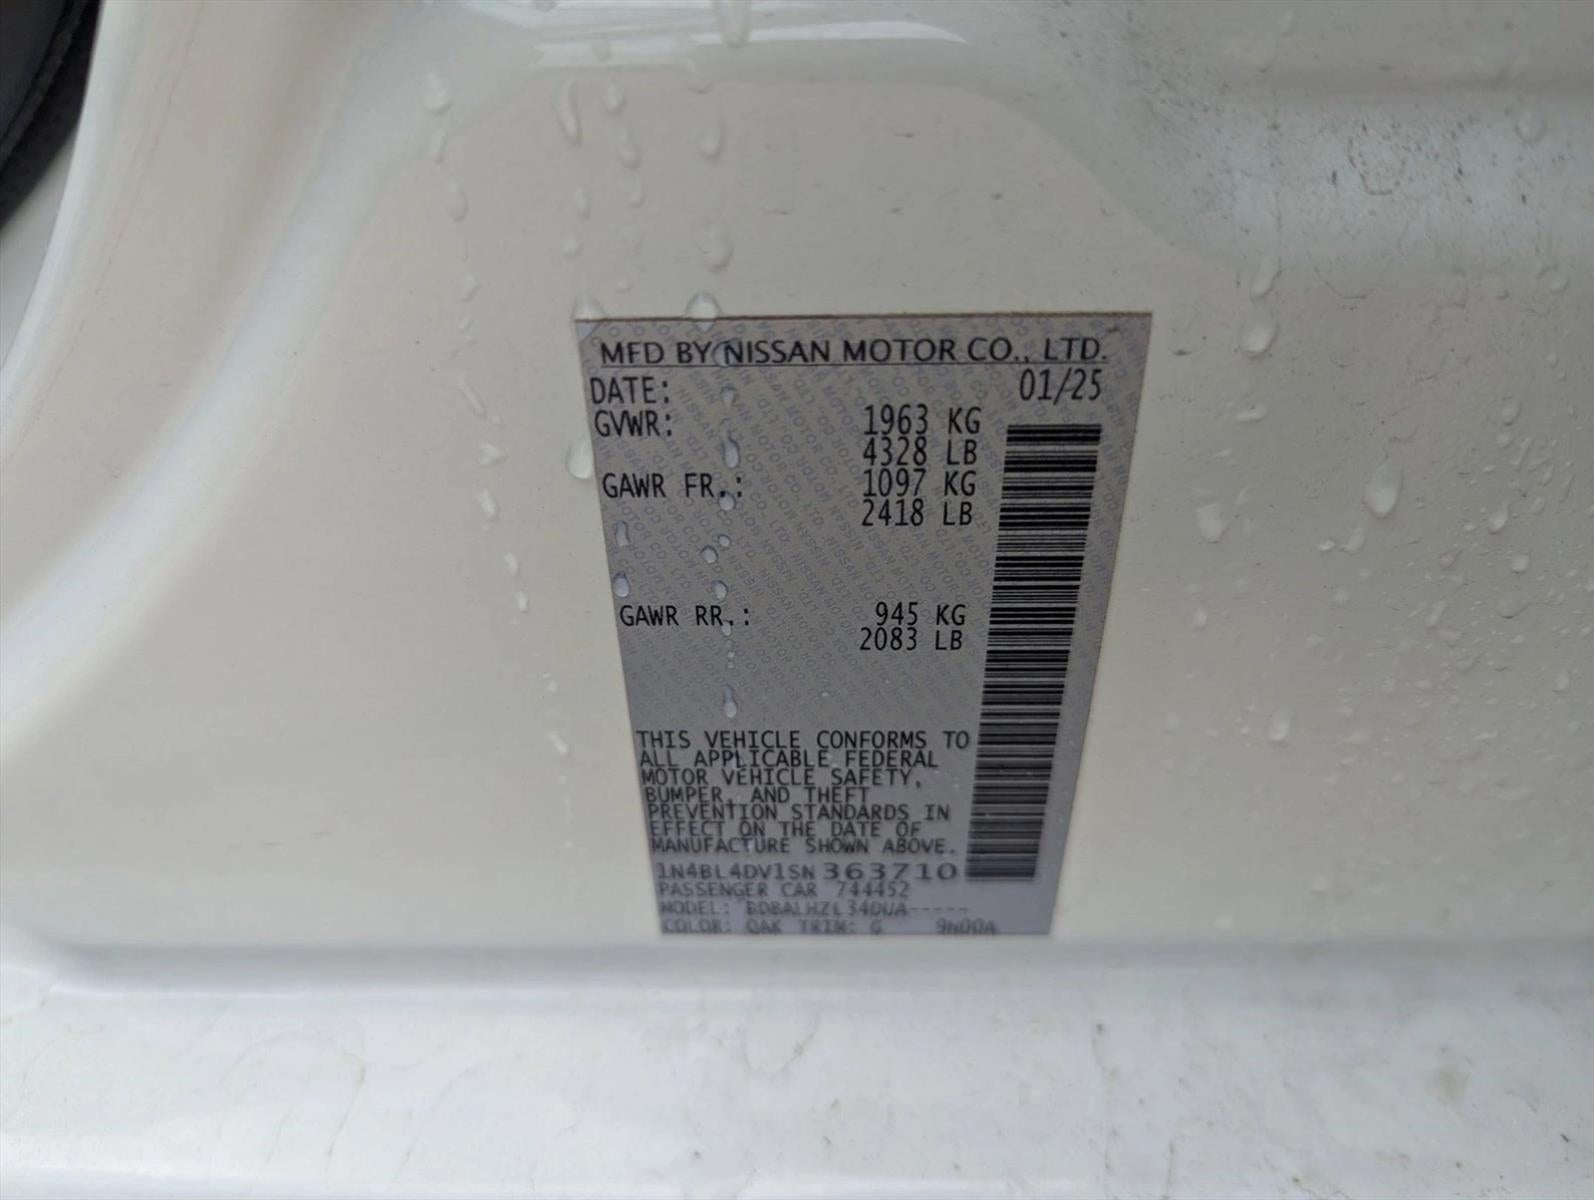 MFD BY NISSAN MOTOR CO., LTD.
DATE: 01/25
GVWR: 1963 KG
4328 LB
GAWR FR.: 1097 KG
2418 LB
GAWR RR.: 945 KG
2083 LB
THIS VEHICLE CONFORMS TO
ALL APPLICABLE FEDERAL
MOTOR VEHICLE SAFETY,
BUMPER, AND THEFT
PREVENTION STANDARDS IN
EFFECT ON THE DATE OF
MANUFACTURE SHOWN ABOVE.
1N4BL4DV1SN363710
PASSENGER CAR 744452
MODEL: BDBALHZL34DUA-----
COLOR: QAK TRIM: G 9N00A